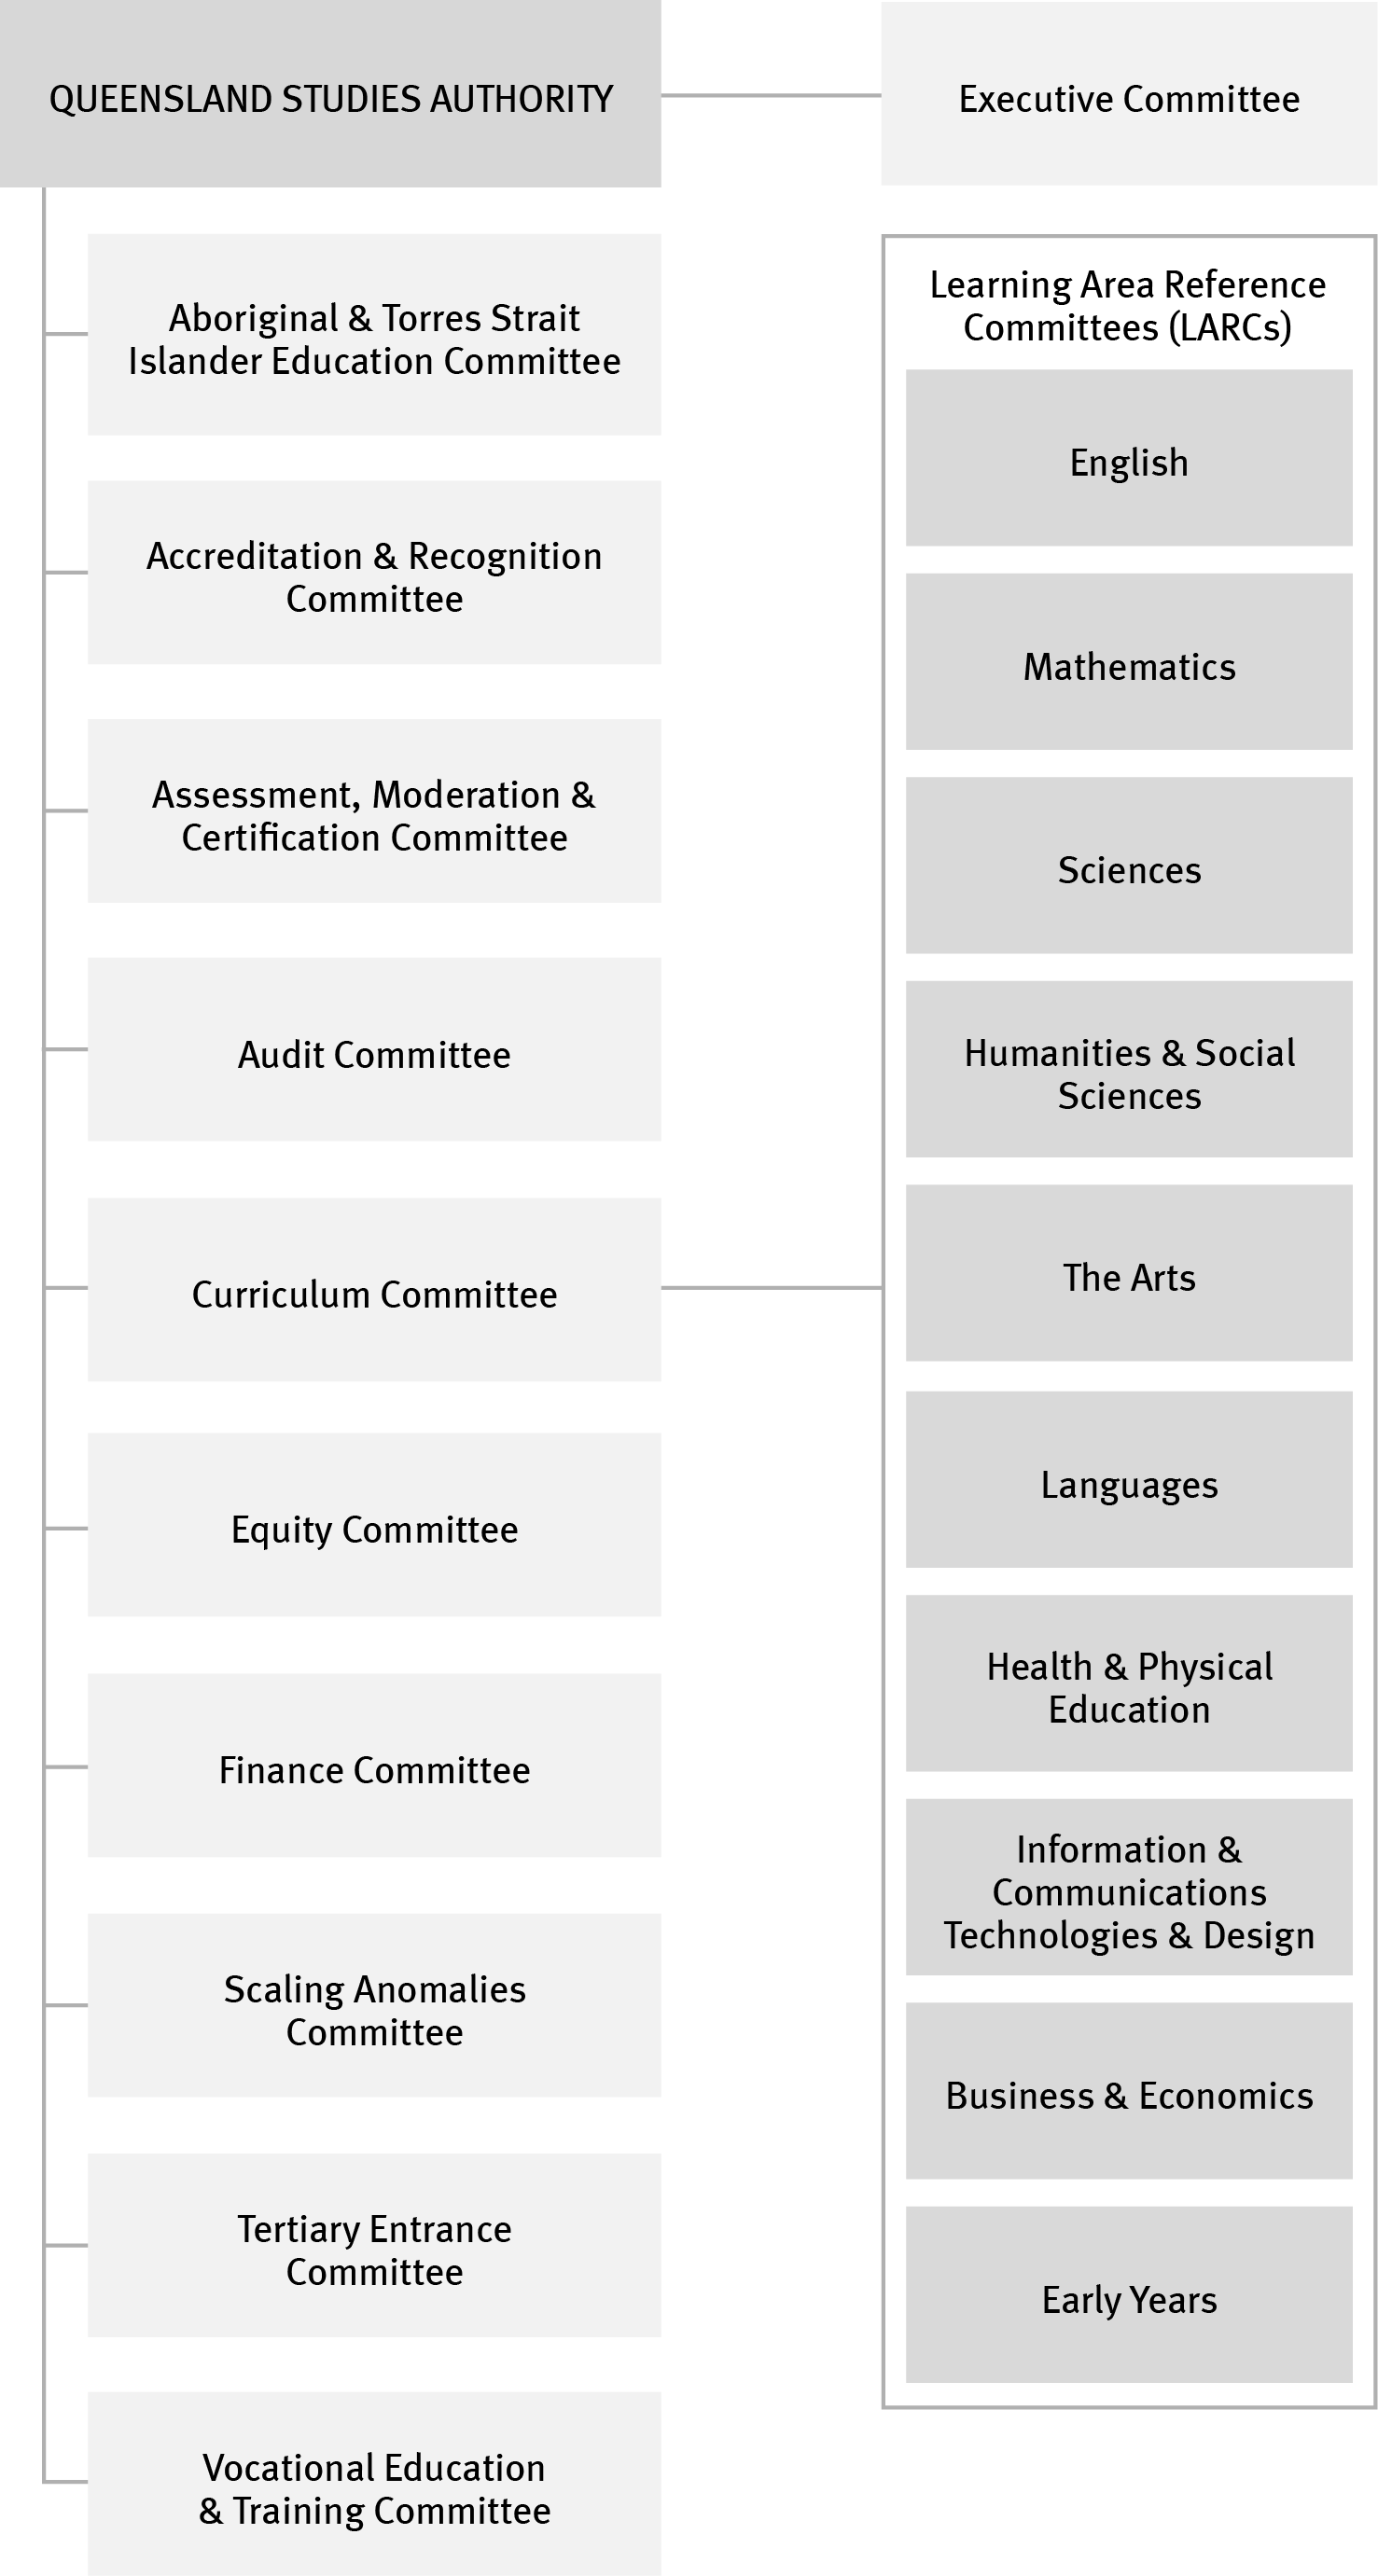 QUEENSLAND STUDIES AUTHORITY
Executive Committee
Aboriginal & Torres Strait
Islander Education Committee
Accreditation & Recognition
Committee
Assessment, Moderation &
Certification Committee
Audit Committee
Curriculum Committee
Equity Committee
Finance Committee
Scaling Anomalies
Committee
Tertiary Entrance
Committee
Vocational Education
& Training Committee
Learning Area Reference
Committees (LARCs)
English
Mathematics
Sciences
Humanities & Social
Sciences
The Arts
Languages
Health & Physical
Education
Information &
Communications
Technologies & Design
Business & Economics
Early Years